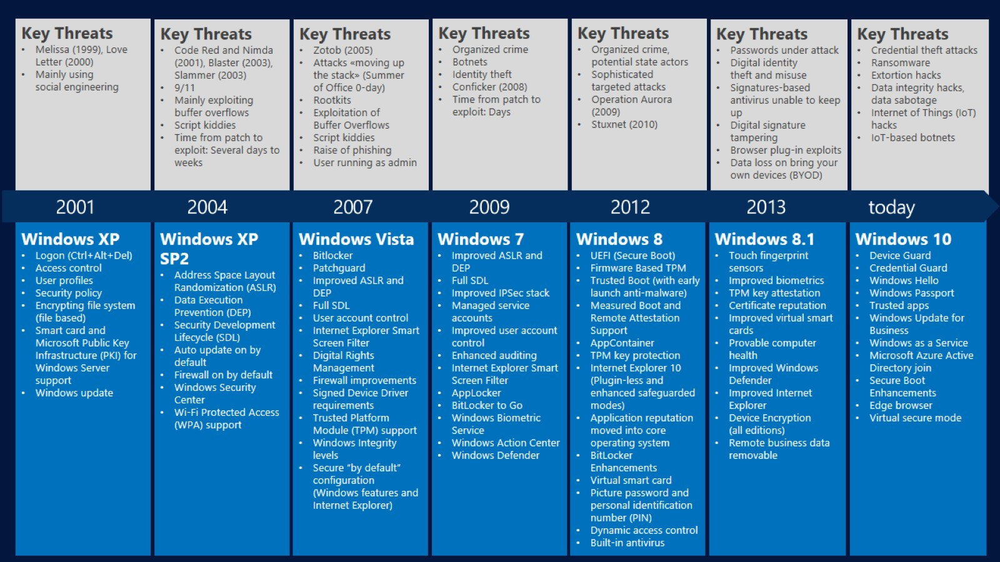 Key Threats
• Melissa (1999), Love
Letter (2000)
• Mainly using
social engineering
Key Threats
• Code Red and Nimda
(2001), Blaster (2003),
Slammer (2003)
• 9/11
• Mainly exploiting
buffer overflows
• Script kiddies
• Time from patch to
exploit: Several days to
weeks
Key Threats
• Zotob (2005)
• Attacks «moving up
the stack» (Summer
of Office 0-day)
• Rootkits
• Exploitation of
Buffer Overflows
• Script kiddies
• Raise of phishing
• User running as admin
Key Threats
• Organized crime
• Botnets
• Identity theft
• Conficker (2008)
• Time from patch to
exploit: Days
Key Threats
• Organized crime,
potential state actors
• Sophisticated
targeted attacks
• Operation Aurora
(2009)
• Stuxnet (2010)
Key Threats
• Passwords under attack
• Digital identity
theft and misuse
• Signatures-based
antivirus unable to keep
up
• Digital signature
tampering
• Browser plug-in exploits
• Data loss on bring your
own devices (BYOD)
Key Threats
• Credential theft attacks
• Ransomware
• Extortion hacks
• Data integrity hacks,
data sabotage
• Internet of Things (IoT)
hacks
• IoT-based botnets
2001 2004 2007 2009 2012 2013 today
Windows XP
• Logon (Ctrl+Alt+Del)
• Access control
• User profiles
• Security policy
• Encrypting file system
(file based)
• Smart card and
Microsoft Public Key
Infrastructure (PKI) for
Windows Server
support
• Windows update
Windows XP
SP2
• Address Space Layout
Randomization (ASLR)
• Data Execution
Prevention (DEP)
• Security Development
Lifecycle (SDL)
• Auto update on by
default
• Firewall on by default
• Windows Security
Center
• Wi-Fi Protected Access
(WPA) support
Windows Vista
• Bitlocker
• Patchguard
• Improved ASLR and
DEP
• Full SDL
• User account control
• Internet Explorer Smart
Screen Filter
• Digital Rights
Management
• Firewall improvements
• Signed Device Driver
requirements
• Trusted Platform
Module (TPM) support
• Windows Integrity
levels
• Secure “by default”
configuration
(Windows features and
Internet Explorer)
Windows 7
• Improved ASLR and
DEP
• Full SDL
• Improved IPSec stack
• Managed service
accounts
• Improved user account
control
• Enhanced auditing
• Internet Explorer Smart
Screen Filter
• AppLocker
• BitLocker to Go
• Windows Biometric
Service
• Windows Action Center
• Windows Defender
Windows 8
• UEFI (Secure Boot)
• Firmware Based TPM
• Trusted Boot (with early
launch anti-malware)
• Measured Boot and
Remote Attestation
Support
• AppContainer
• TPM key protection
• Internet Explorer 10
(Plugin-less and
enhanced safeguarded
modes)
• Application reputation
moved into core
operating system
• BitLocker
Enhancements
• Virtual smart card
• Picture password and
personal identification
number (PIN)
• Dynamic access control
• Built-in antivirus
Windows 8.1
• Touch fingerprint
sensors
• Improved biometrics
• TPM key attestation
• Certificate reputation
• Improved virtual smart
cards
• Provable computer
health
• Improved Windows
Defender
• Improved Internet
Explorer
• Device Encryption
(all editions)
• Remote business data
removable
Windows 10
• Device Guard
• Credential Guard
• Windows Hello
• Windows Passport
• Trusted apps
• Windows Update for
Business
• Windows as a Service
• Microsoft Azure Active
Directory join
• Secure Boot
Enhancements
• Edge browser
• Virtual secure mode